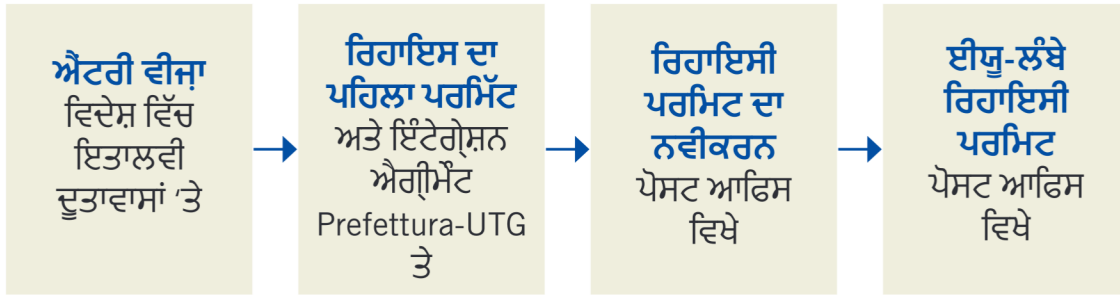 ਐਂਟਰੀ ਵੀਜ਼ਾ
ਵਿਦੇਸ਼ ਵਿੱਚ
ਇਤਾਲਵੀ
ਦੂਤਾਵਾਸਾਂ ‘ਤੇ
ਰਿਹਾਇਸ ਦਾ
ਪਹਿਲਾ ਪਰਮਿੱਟ
ਅਤੇ ਇੰਟੇਗ੍ਰੇਸ਼ਨ
ਐਗ੍ਰੀਮੈਂਟ
Prefettura-UTG
ਤੇ
ਰਿਹਾਇਸੀ
ਪਰਮਿਟ ਦਾ
ਨਵੀਕਰਨ
ਪੋਸਟ ਆਫਿਸ
ਵਿਖੇ
ਈਯੂ-ਲੰਬੇ
ਰਿਹਾਇਸੀ
ਪਰਮਿਟ
ਪੋਸਟ ਆਫਿਸ
ਵਿਖੇ